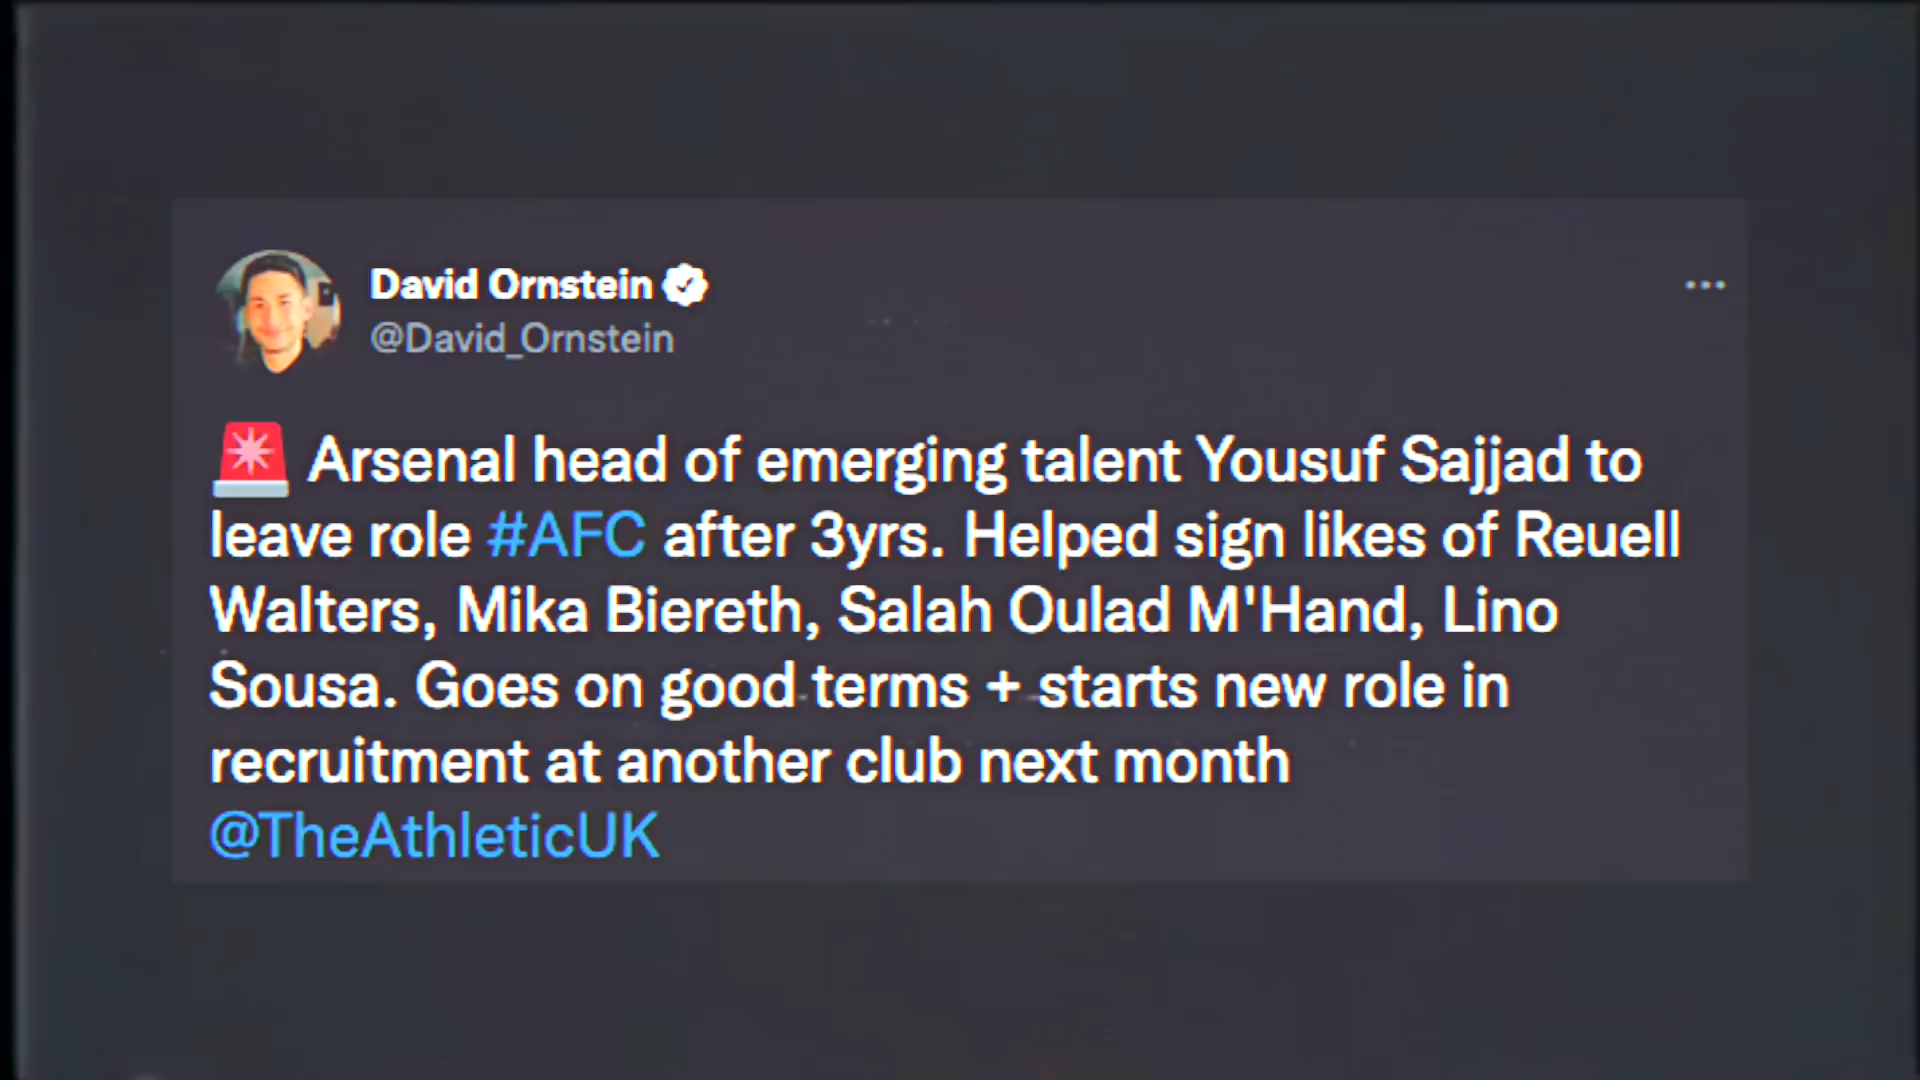 David Ornstein
@David_Ornstein
🚨 Arsenal head of emerging talent Yousuf Sajjad to
leave role #AFC after 3yrs. Helped sign likes of Reuell
Walters, Mika Biereth, Salah Oulad M'Hand, Lino
Sousa. Goes on good terms + starts new role in
recruitment at another club next month
@TheAthleticUK